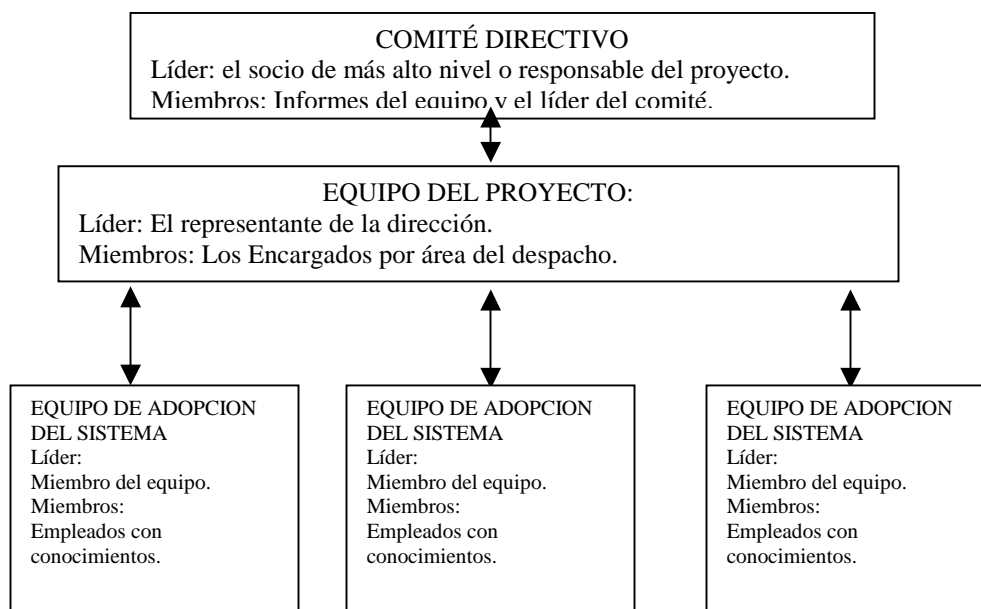 COMITÉ DIRECTIVO
Líder: el socio de más alto nivel o responsable del proyecto.
Miembros: Informes del equipo y el líder del comité.
EQUIPO DEL PROYECTO:
Líder: El representante de la dirección.
Miembros: Los Encargados por área del despacho.
EQUIPO DE ADOPCION
DEL SISTEMA
Líder:
Miembro del equipo.
Miembros:
Empleados con
conocimientos.
EQUIPO DE ADOPCION
DEL SISTEMA
Líder:
Miembro del equipo.
Miembros:
Empleados con
conocimientos.
EQUIPO DE ADOPCION
DEL SISTEMA
Líder:
Miembro del equipo.
Miembros:
Empleados con
conocimientos.